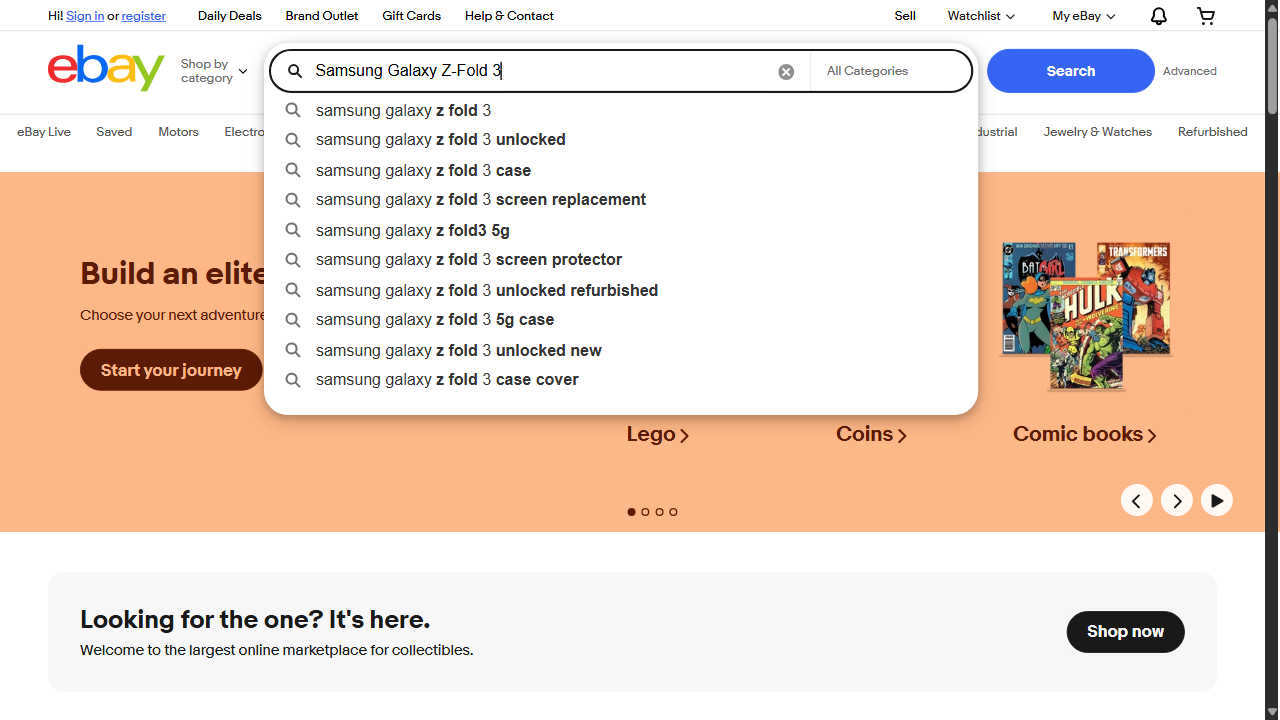 Hi! Sign in or register
Daily Deals
Brand Outlet
Gift Cards
Help & Contact
Sell
Watchlist
My eBay
ebay
Shop by category
Samsung Galaxy Z-Fold 3
All Categories
Search
Advanced
samsung galaxy z fold 3
samsung galaxy z fold 3 unlocked
samsung galaxy z fold 3 case
samsung galaxy z fold 3 screen replacement
samsung galaxy z fold3 5g
samsung galaxy z fold 3 screen protector
samsung galaxy z fold 3 unlocked refurbished
samsung galaxy z fold 3 5g case
samsung galaxy z fold 3 unlocked new
samsung galaxy z fold 3 case cover
eBay Live
Saved
Motors
Electro
dustrial
Jewelry & Watches
Refurbished
Build an elite
Choose your next adventure
Start your journey
BATGIRL
TRANSFORMERS
HULK
Lego
Coins
Comic books
Looking for the one? It's here.
Welcome to the largest online marketplace for collectibles.
Shop now